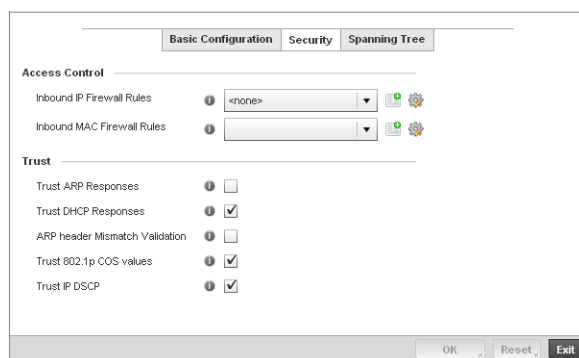 Basic Configuration Security Spanning Tree
Access Control
Inbound IP Firewall Rules <none>
Inbound MAC Firewall Rules
Trust
Trust ARP Responses
Trust DHCP Responses
ARP header Mismatch Validation
Trust 802.1p COS values
Trust IP DSCP
OK Reset Exit